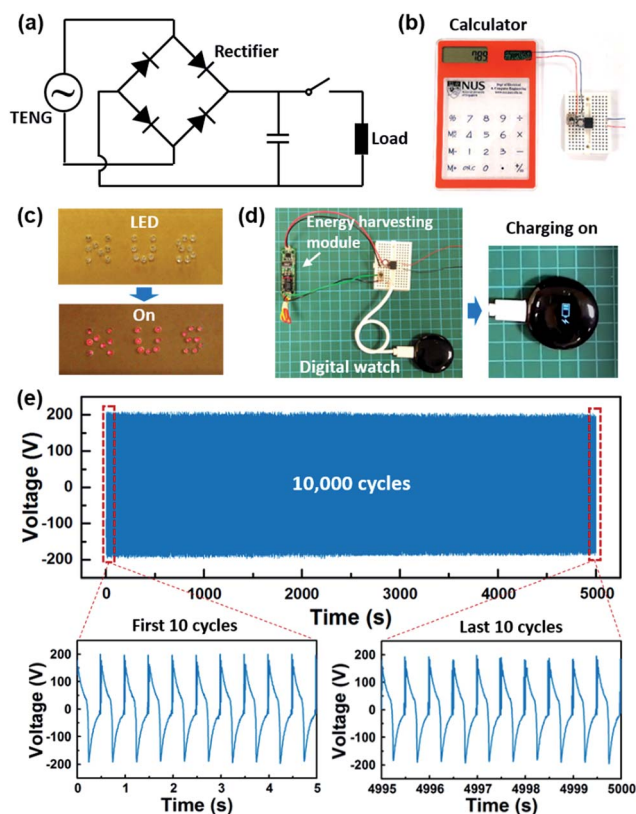 (a)
Rectifier
TENG
Load
(b)
Calculator
789
NUS
% 7 8 9 ÷
4 5 6 ×
M- 1 2 3 −
M+ 0 ·
(c)
LED
NUS
On
NUS
(d)
Energy harvesting
module
Digital watch
Charging on
(e)
Voltage (V)
200
100
0
-100
-200
10,000 cycles
0 1000 2000 3000 4000 5000
Time (s)
First 10 cycles
Voltage (V)
200
100
0
-100
-200
0 1 2 3 4 5
Time (s)
Last 10 cycles
Voltage (V)
200
100
0
-100
-200
4995 4996 4997 4998 4999 5000
Time (s)